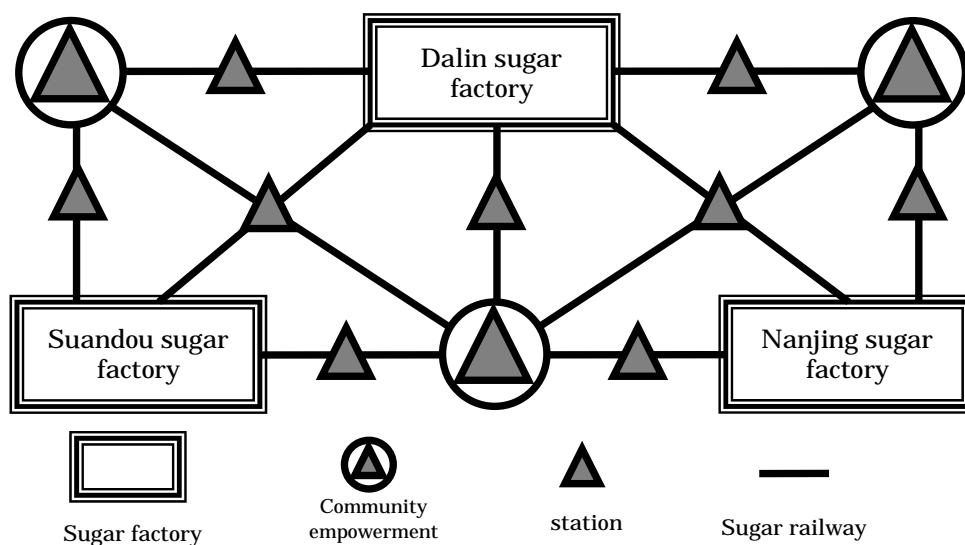 Dalin sugar
factory
Suandou sugar
factory
Nanjing sugar
factory
Sugar factory
Community
empowerment
station
Sugar railway